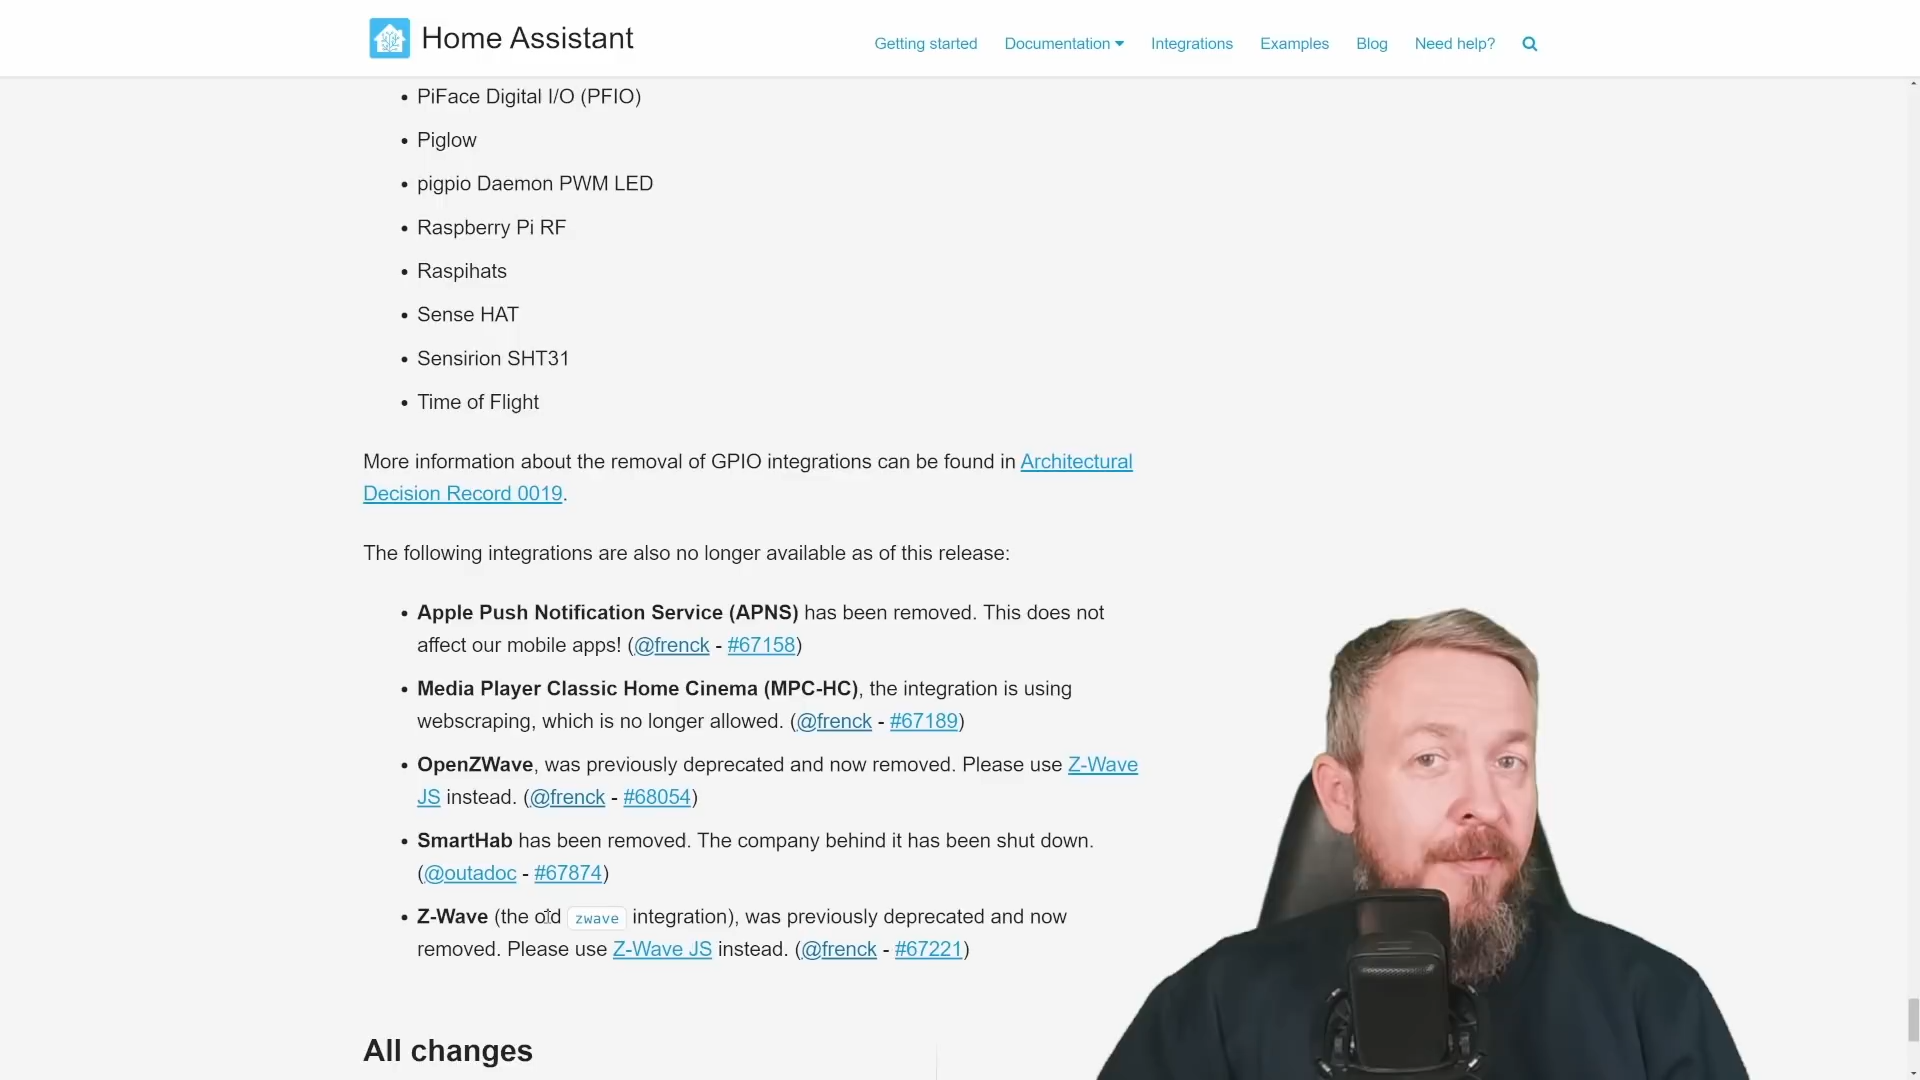 Home Assistant
Getting started
Documentation
Integrations
Examples
Blog
Need help?
PiFace Digital I/O (PFIO)
Piglow
pigpio Daemon PWM LED
Raspberry Pi RF
Raspihats
Sense HAT
Sensirion SHT31
Time of Flight
More information about the removal of GPIO integrations can be found in Architectural
Decision Record 0019.
The following integrations are also no longer available as of this release:
Apple Push Notification Service (APNS) has been removed. This does not
affect our mobile apps! (@frenck - #67158)
Media Player Classic Home Cinema (MPC-HC), the integration is using
webscraping, which is no longer allowed. (@frenck - #67189)
OpenZWave, was previously deprecated and now removed. Please use Z-Wave
JS instead. (@frenck - #68054)
SmartHab has been removed. The company behind it has been shut down.
(@outadoc - #67874)
Z-Wave (the old zwave integration), was previously deprecated and now
removed. Please use Z-Wave JS instead. (@frenck - #67221)
All changes